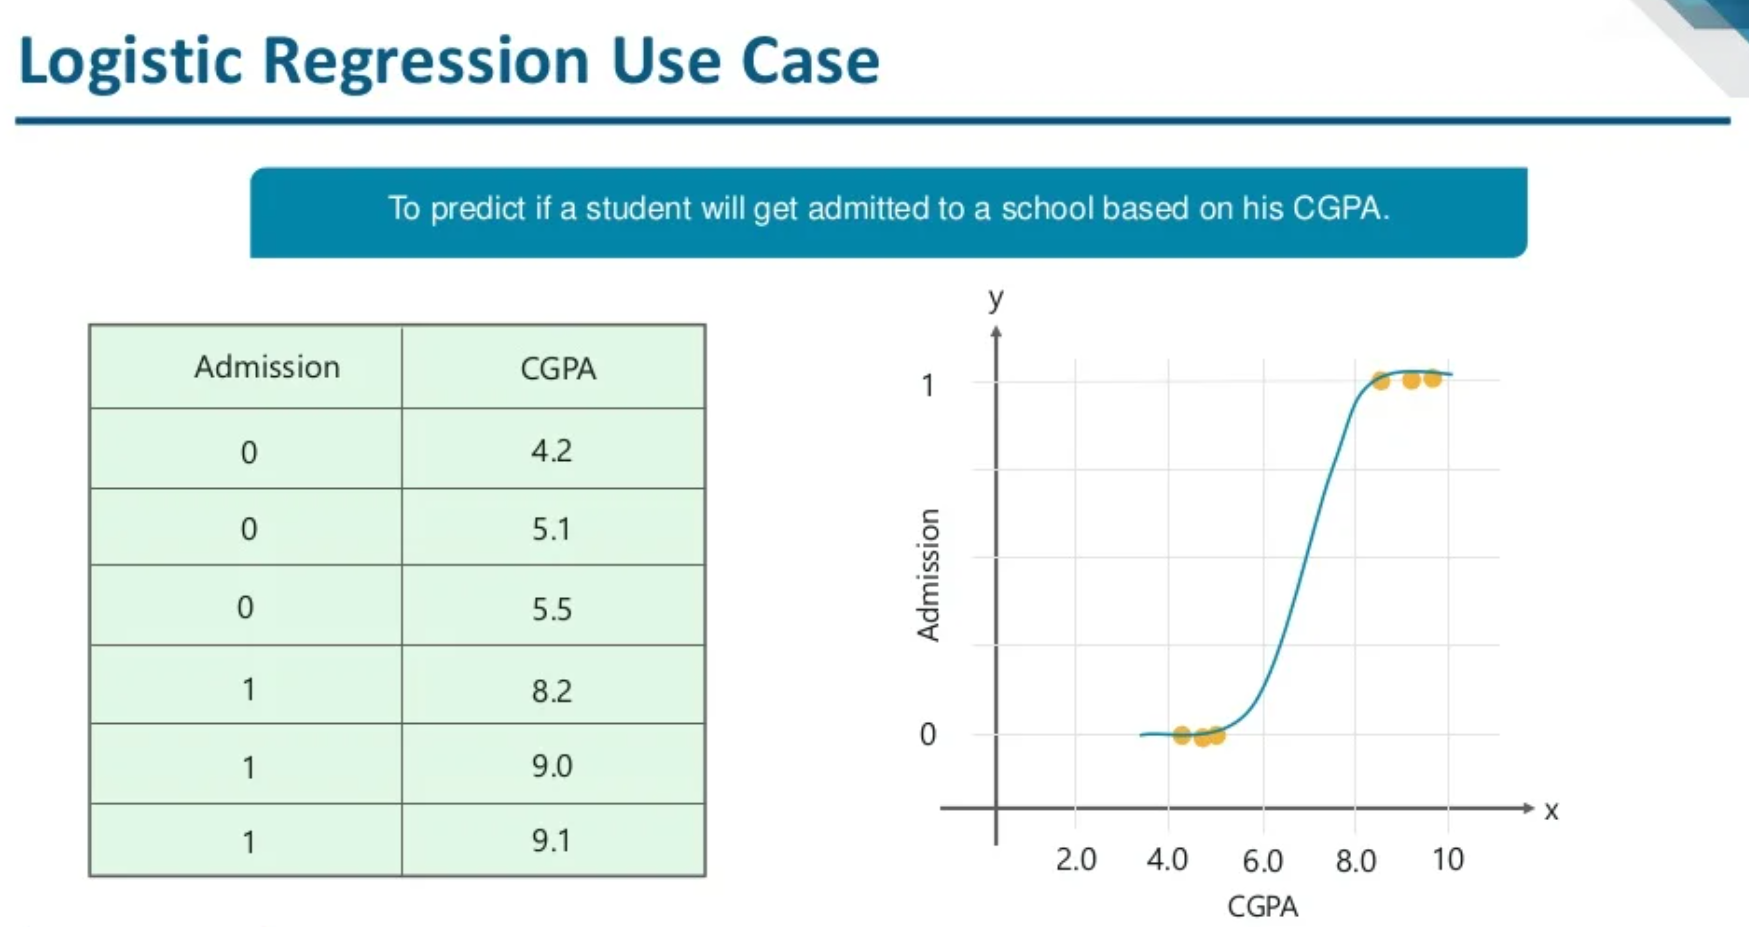 Logistic Regression Use Case
To predict if a student will get admitted to a school based on his CGPA.
Admission CGPA
0 4.2
0 5.1
0 5.5
1 8.2
1 9.0
1 9.1
y
1
Admission
0
x
2.0 4.0 6.0 8.0 10
CGPA